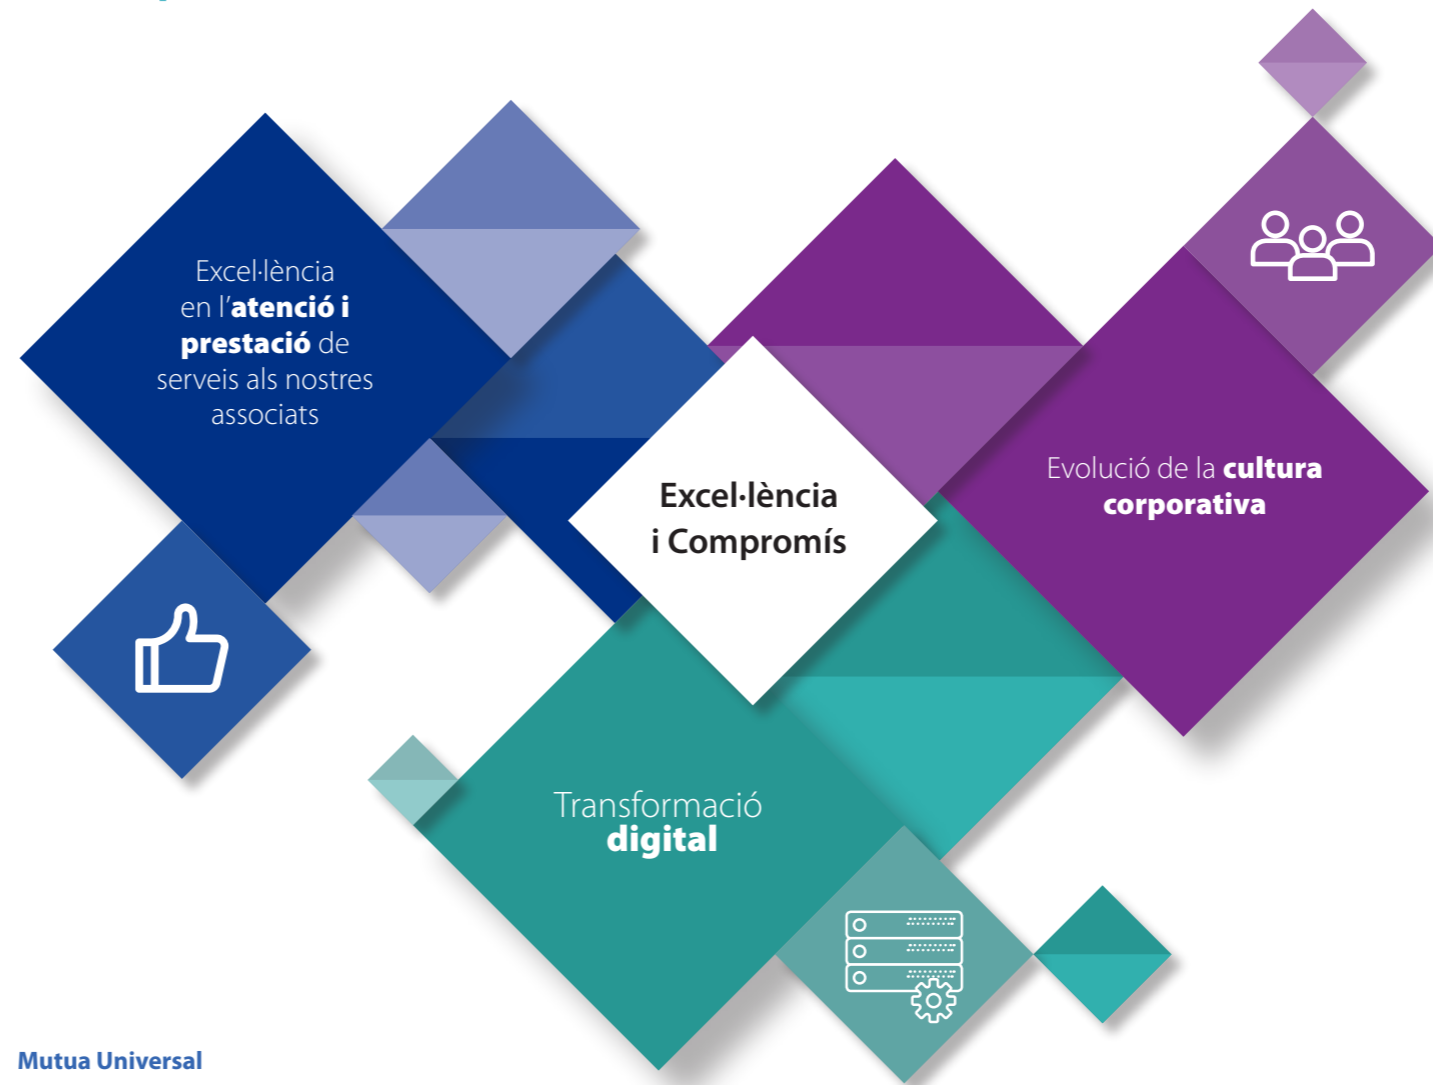 Excel·lència
en l'atenció i
prestació de
serveis als nostres
associats
Excel·lència
i Compromís
Evolució de la cultura
corporativa
Transformació
digital
Mutua Universal